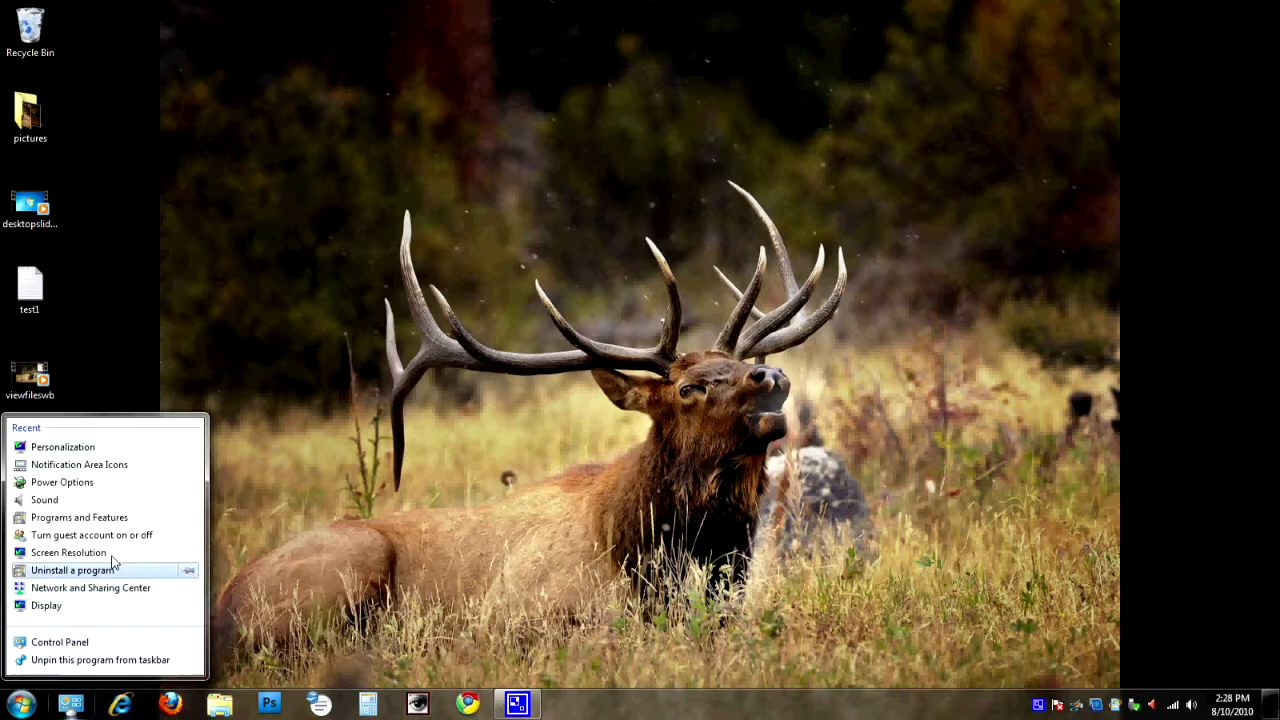 Recycle Bin
pictures
desktopslid...
test1
viewfileswb
Recent
Personalization
Notification Area Icons
Power Options
Sound
Programs and Features
Turn guest account on or off
Screen Resolution
Uninstall a program
Network and Sharing Center
Display
Control Panel
Unpin this program from taskbar
Ps
2:28 PM
8/10/2010